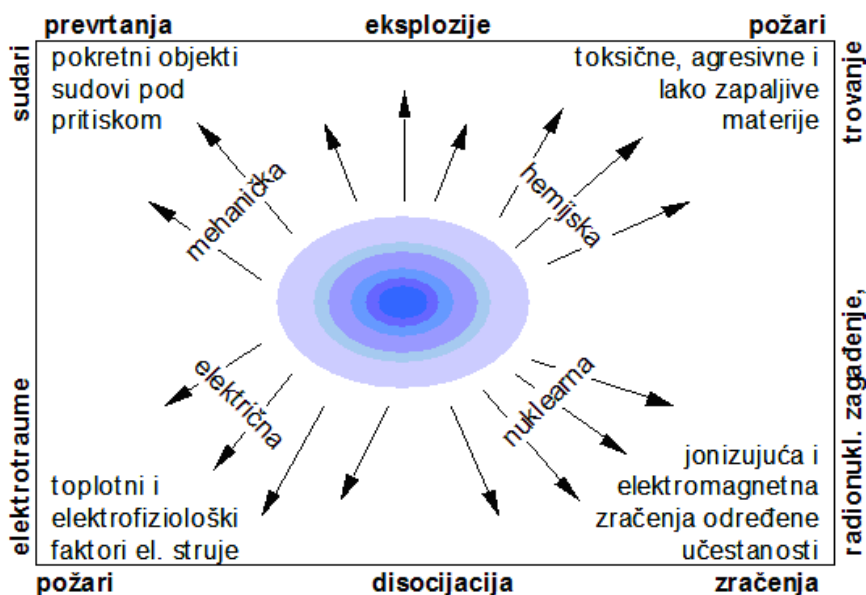 prevrtanja
eksplozije
požari
sudari
pokretni objekti
sudovi pod
pritiskom
toksične, agresivne i
lako zapaljive
materije
trovanje
mehanička
hemijska
električna
nuklearna
elektrotraume
toplotni i
elektrofiziološki
faktori el. struje
jonizujuća i
elektromagnetna
zračenja određene
učestanosti
radionukl. zagađenje,
požari
disocijacija
zračenja